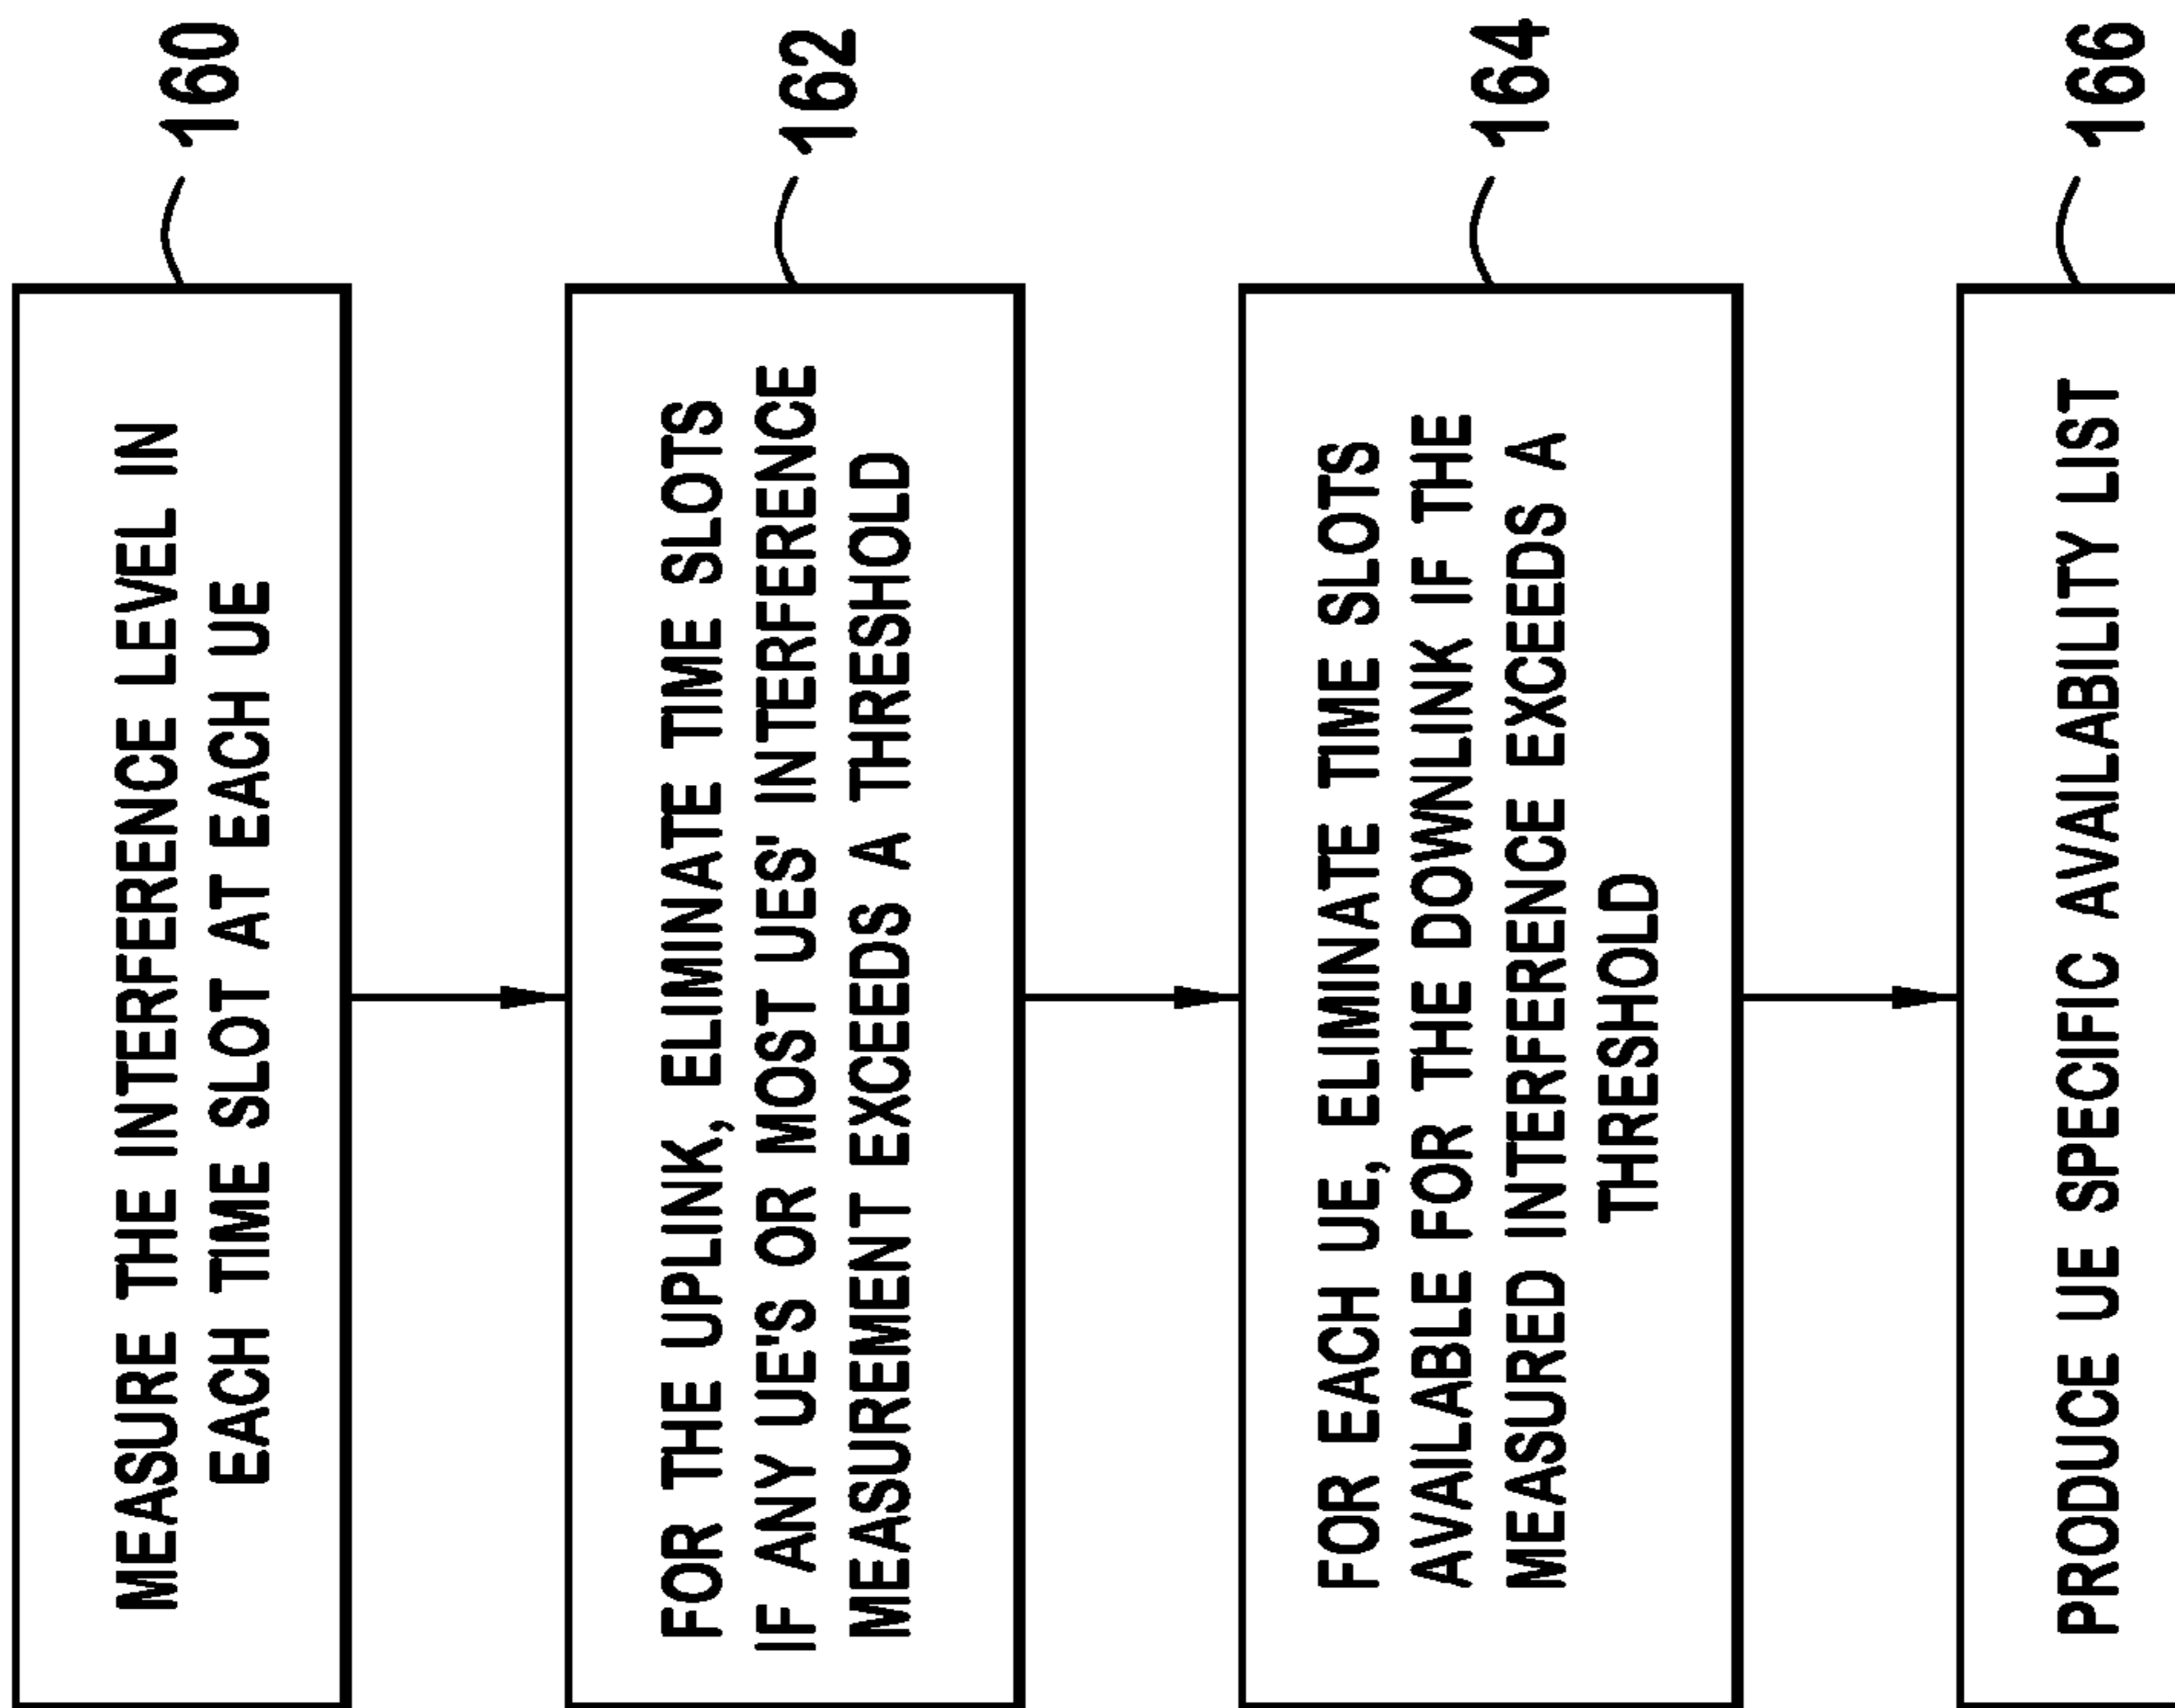 MEASURE THE INTERFERENCE LEVEL IN
EACH TIME SLOT AT EACH UE
160
FOR THE UPLINK, ELIMINATE TIME SLOTS
IF ANY UE'S OR MOST UES' INTERFERENCE
MEASUREMENT EXCEEDS A THRESHOLD
162
FOR EACH UE, ELIMINATE TIME SLOTS
AVAILABLE FOR THE DOWNLINK IF THE
MEASURED INTERFERENCE EXCEEDS A
THRESHOLD
164
PRODUCE UE SPECIFIC AVAILABILITY LIST
166